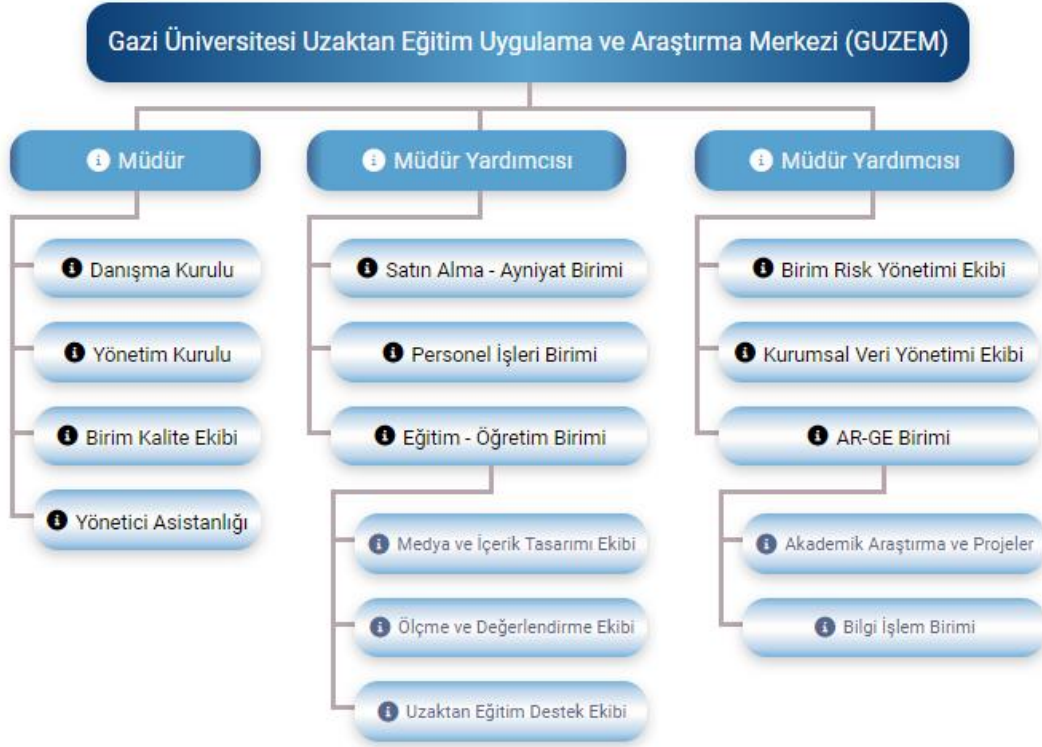 Gazi Üniversitesi Uzaktan Eğitim Uygulama ve Araştırma Merkezi (GUZEM)
Müdür
Danışma Kurulu
Yönetim Kurulu
Birim Kalite Ekibi
Yönetici Asistanlığı
Müdür Yardımcısı
Satın Alma - Ayniyat Birimi
Personel İşleri Birimi
Eğitim - Öğretim Birimi
Medya ve İçerik Tasarımı Ekibi
Ölçme ve Değerlendirme Ekibi
Uzaktan Eğitim Destek Ekibi
Müdür Yardımcısı
Birim Risk Yönetimi Ekibi
Kurumsal Veri Yönetimi Ekibi
AR-GE Birimi
Akademik Araştırma ve Projeler
Bilgi İşlem Birimi